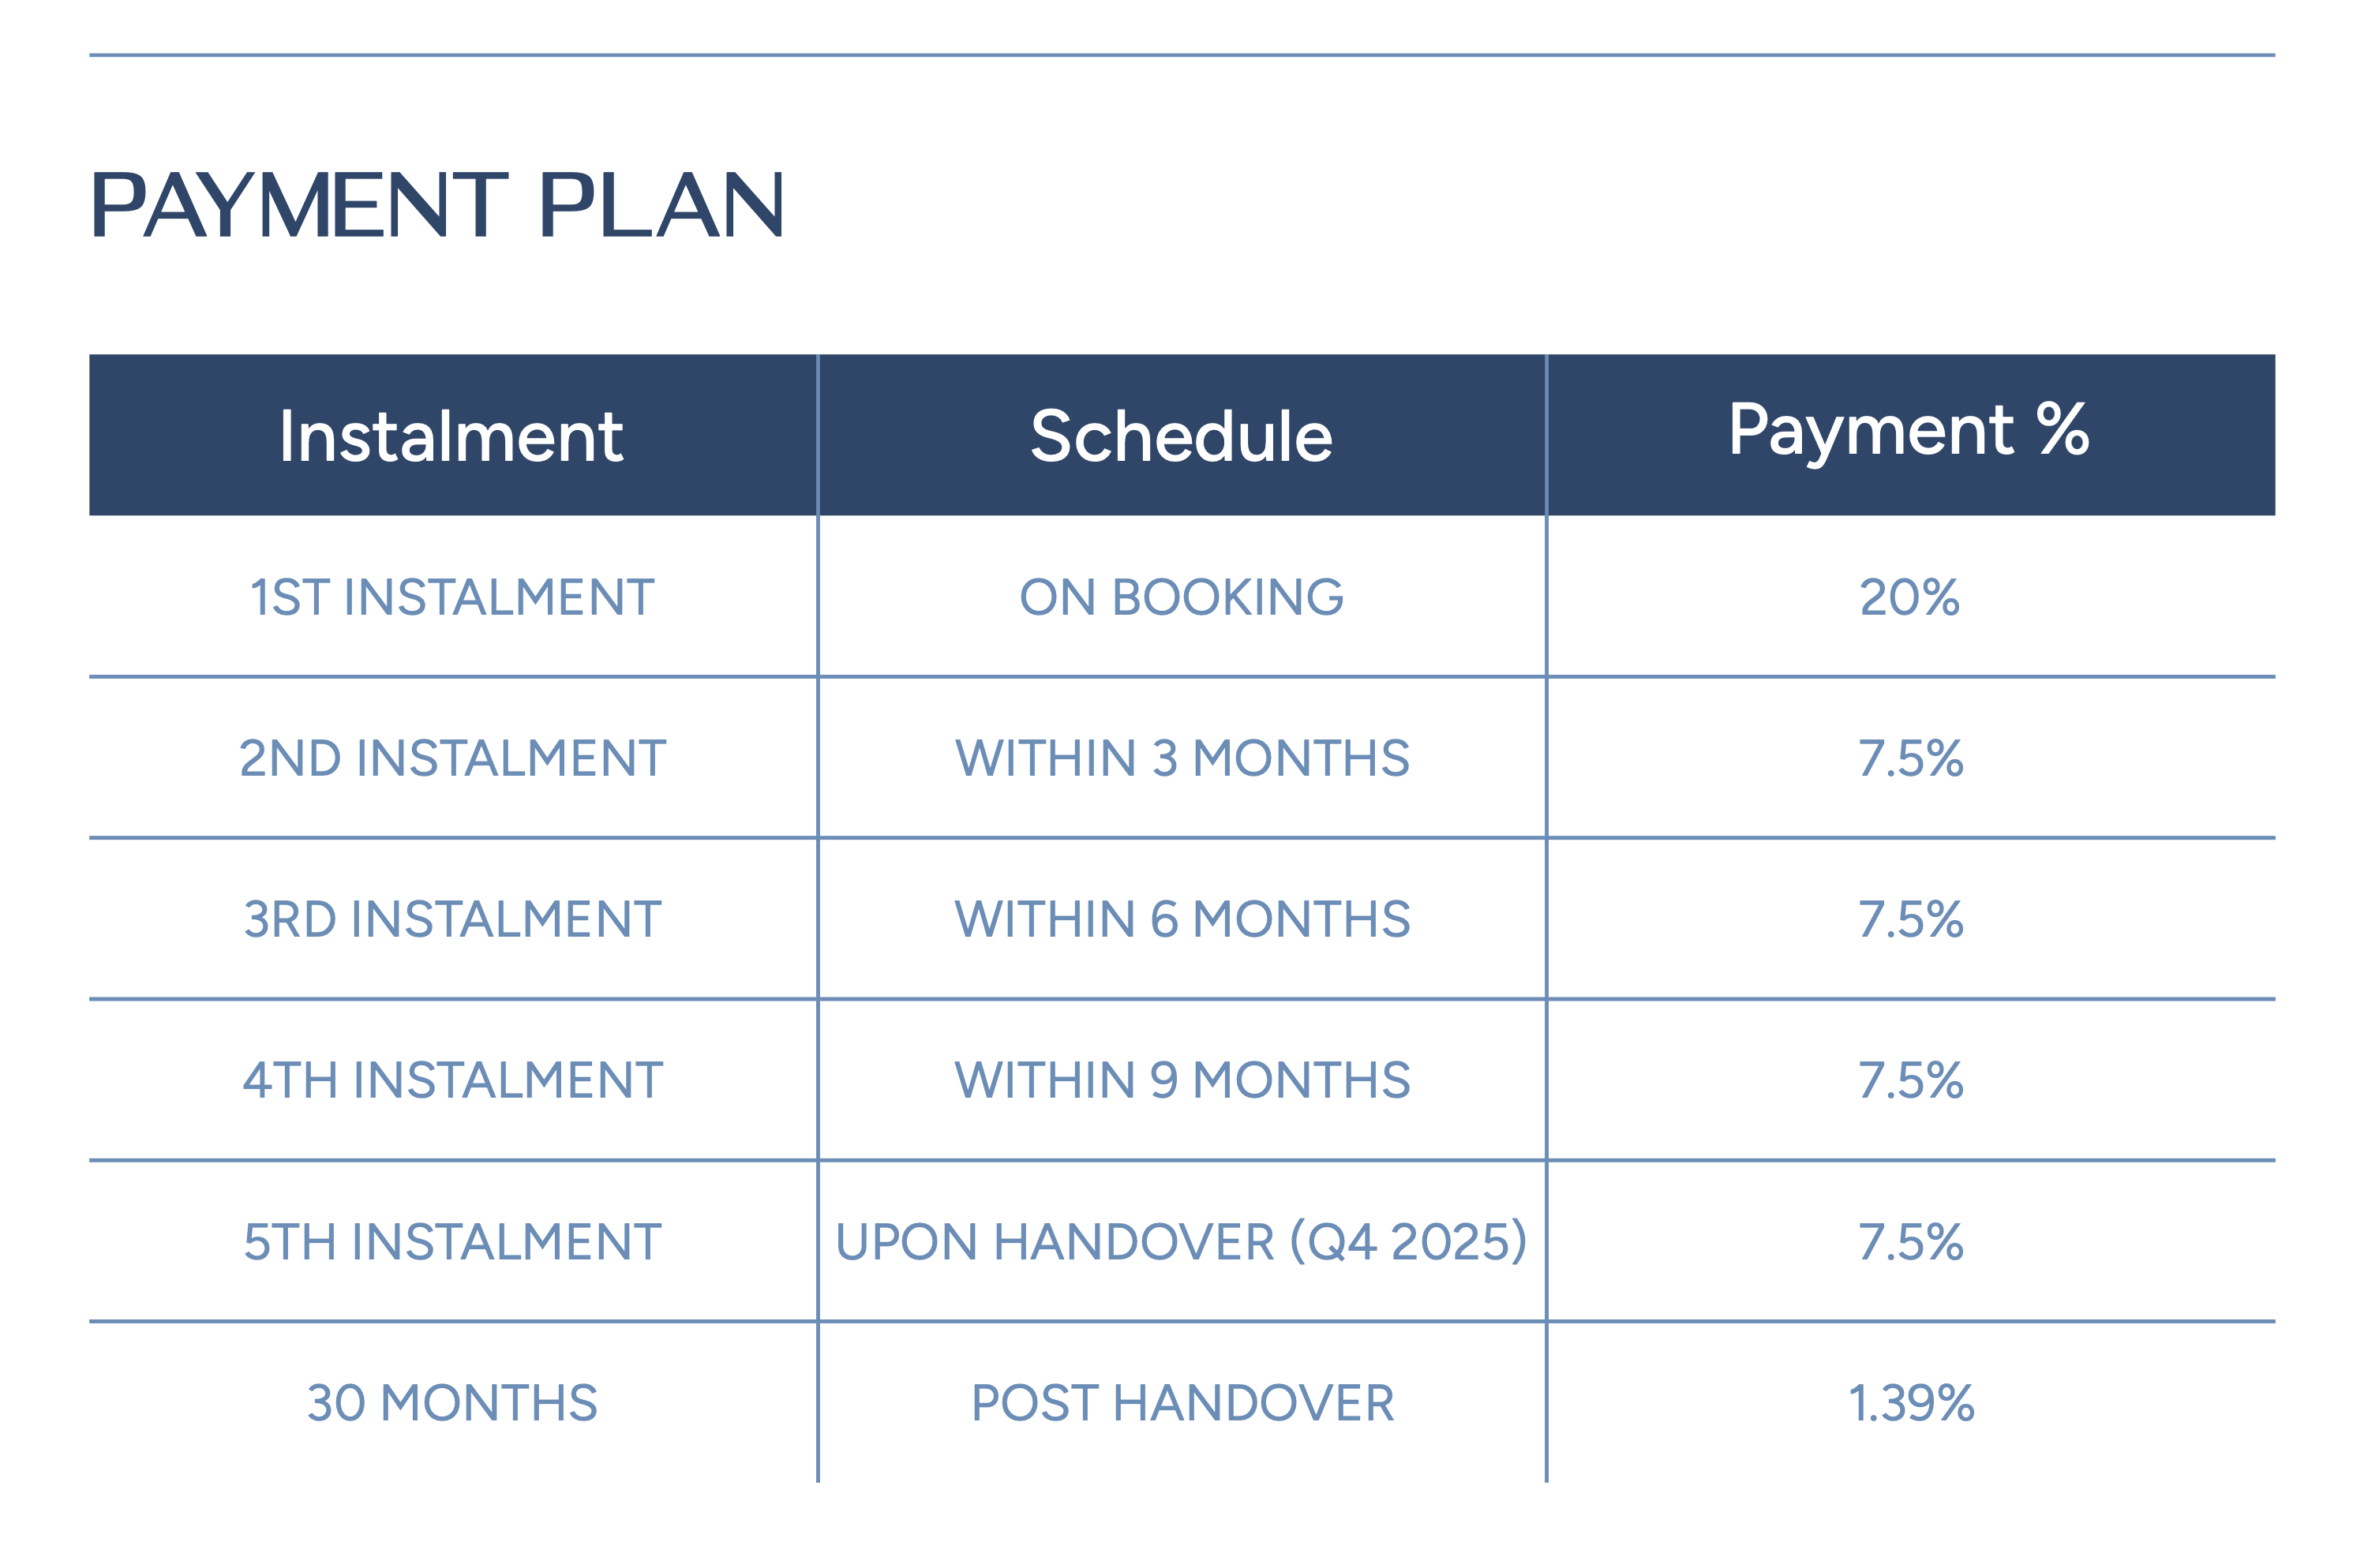 PAYMENT PLAN
Instalment Schedule Payment %
1ST INSTALMENT ON BOOKING 20%
2ND INSTALMENT WITHIN 3 MONTHS 7.5%
3RD INSTALMENT WITHIN 6 MONTHS 7.5%
4TH INSTALMENT WITHIN 9 MONTHS 7.5%
5TH INSTALMENT UPON HANDOVER (Q4 2025) 7.5%
30 MONTHS POST HANDOVER 1.39%